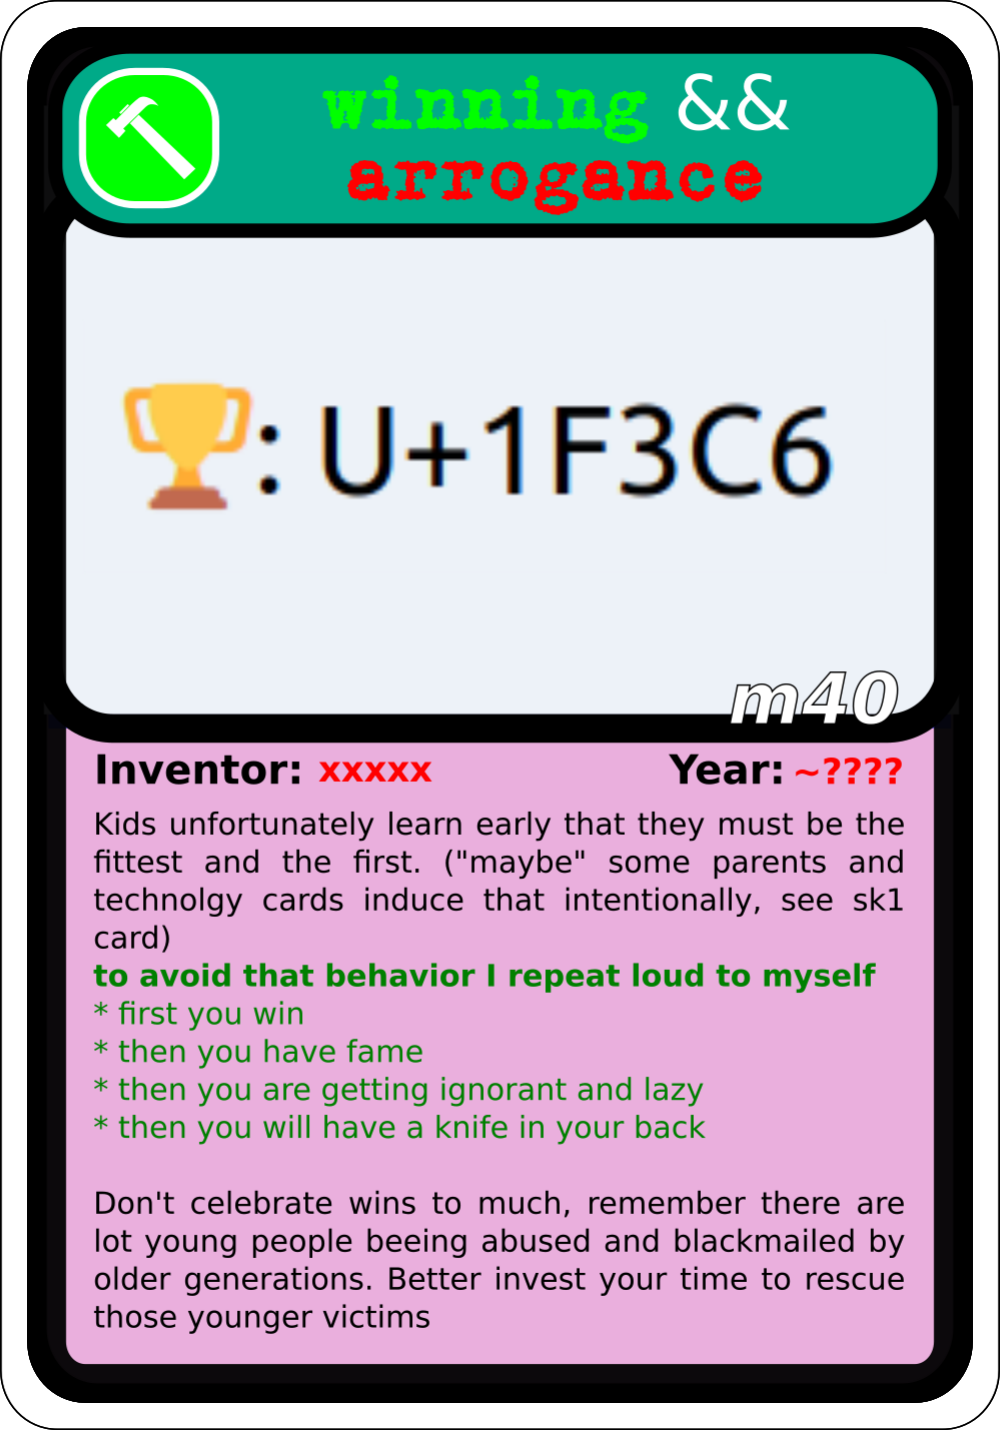 winning &&
arrogance
🏆: U+1F3C6
m40
Inventor: xxxxx Year: ~????
Kids unfortunately learn early that they must be the
fittest and the first. ("maybe" some parents and
technolgy cards induce that intentionally, see sk1
card)
to avoid that behavior I repeat loud to myself
* first you win
* then you have fame
* then you are getting ignorant and lazy
* then you will have a knife in your back
Don't celebrate wins to much, remember there are
lot young people beeing abused and blackmailed by
older generations. Better invest your time to rescue
those younger victims